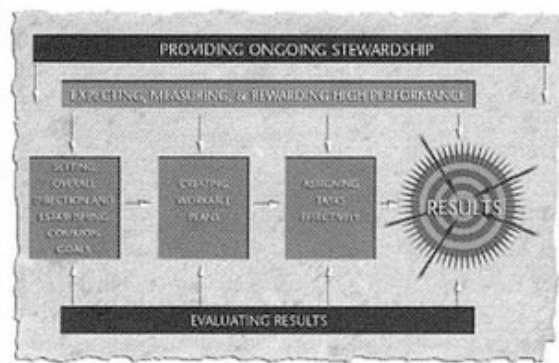 PROVIDING ONGOING STEWARDSHIP
EXPECTING, MEASURING, & REWARDING HIGH PERFORMANCE
SETTING
OVERALL
DIRECTION AND
ESTABLISHING
COMMON
GOALS
CREATING
WORKABLE
PLANS
ASSIGNING
TASKS
EFFECTIVELY
RESULTS
EVALUATING RESULTS